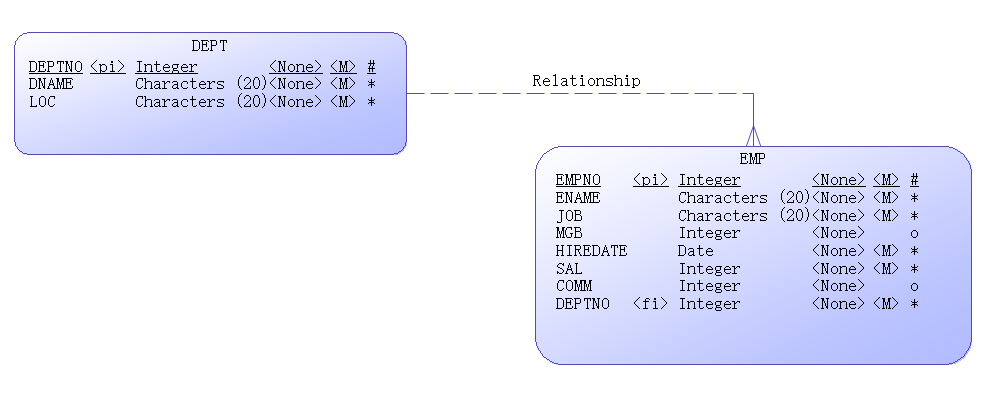 DEPT
DEPTNO <pi> Integer <None> <M> #
DNAME Characters (20)<None> <M> *
LOC Characters (20)<None> <M> *
Relationship
EMP
EMPNO <pi> Integer <None> <M> #
ENAME Characters (20)<None> <M> *
JOB Characters (20)<None> <M> *
MGB Integer <None> o
HIREDATE Date <None> <M> *
SAL Integer <None> <M> *
COMM Integer <None> o
DEPTNO <fi> Integer <None> <M> *